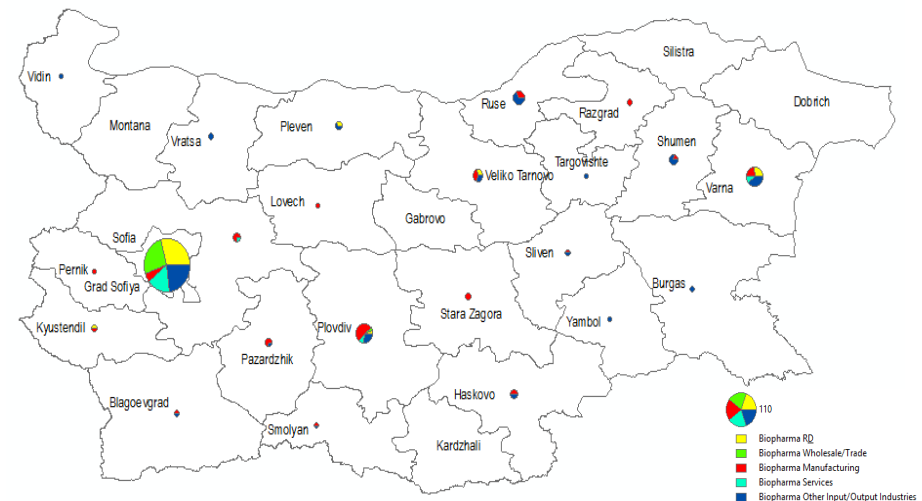 Silistra
Vidin
Dobrich
Ruse
Razgrad
Montana
Pleven
Vratsa
Shumen
Targovishte
Veliko Tarnovo
Varna
Lovech
Gabrovo
Sofia
Sliven
Pernik
Grad Sofiya
Burgas
Stara Zagora
Kyustendil
Plovdiv
Yambol
Pazardzhik
Haskovo
Blagoevgrad
110
Smolyan
Kardzhali
Biopharma RD
Biopharma Wholesale/Trade
Biopharma Manufacturing
Biopharma Services
Biopharma Other Input/Output Industries